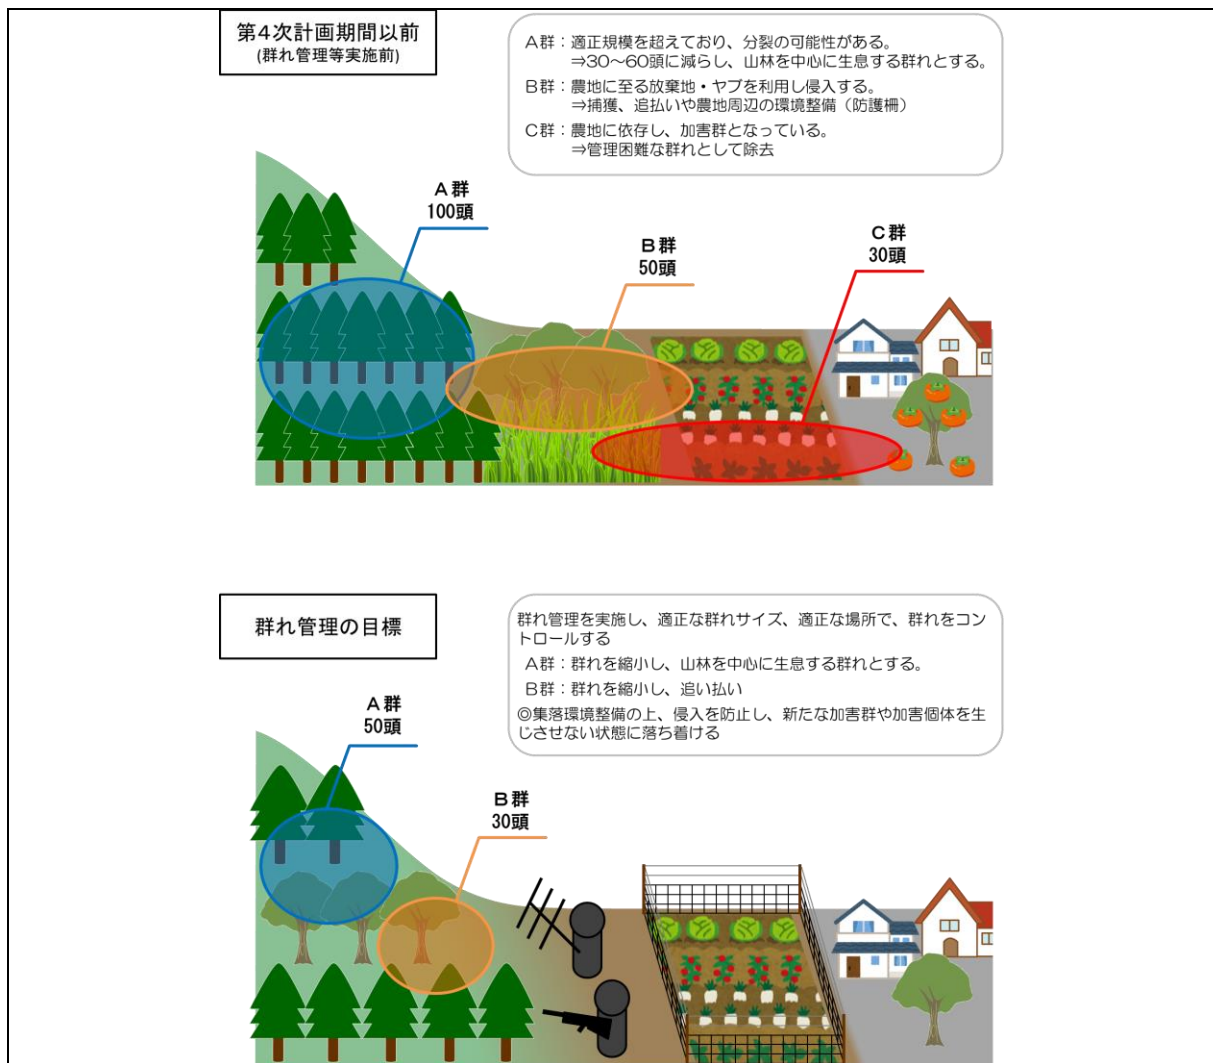 第4次計画期間以前
(群れ管理等実施前)
A群：適正規模を超えており、分裂の可能性がある。
⇒30～60頭に減らし、山林を中心に生息する群れとする。
B群：農地に至る放棄地・ヤブを利用し侵入する。
⇒捕獲、追払いや農地周辺の環境整備（防護柵）
C群：農地に依存し、加害群となっている。
⇒管理困難な群れとして除去
A群
100頭
B群
50頭
C群
30頭
群れ管理の目標
群れ管理を実施し、適正な群れサイズ、適正な場所で、群れをコン
トロールする
A群：群れを縮小し、山林を中心に生息する群れとする。
B群：群れを縮小し、追い払い
◎集落環境整備の上、侵入を防止し、新たな加害群や加害個体を生
じさせない状態に落ち着ける
A群
50頭
B群
30頭